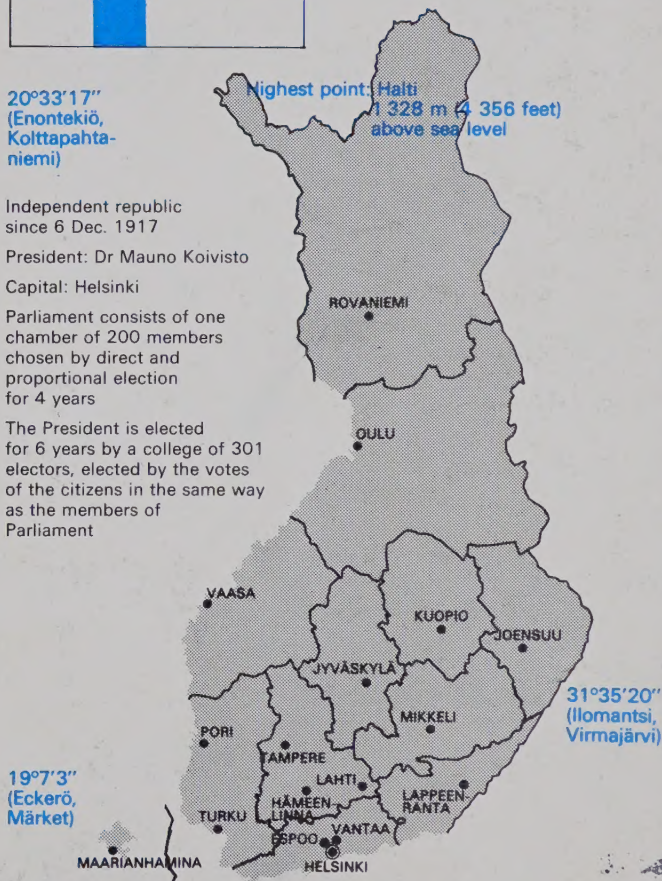 20°33'17"
(Enontekiö,
Kolttapahta-
niemi)
Highest point: Halti
1 328 m (4 356 feet)
above sea level
Independent republic
since 6 Dec. 1917
President: Dr Mauno Koivisto
Capital: Helsinki
Parliament consists of one
chamber of 200 members
chosen by direct and
proportional election
for 4 years
The President is elected
for 6 years by a college of 301
electors, elected by the votes
of the citizens in the same way
as the members of
Parliament
ROVANIEMI
OULU
VAASA
KUOPIO
JOENSUU
JYVÄSKYLÄ
31°35'20"
(Ilomantsi,
Virmajärvi)
MIKKELI
PORI
TAMPERE
19°7'3"
(Eckerö,
Märket)
LAHTI
HÄMEEN-
LINNA
LAPPEEN-
RANTA
TURKU
VANTAA
ESPOO
MAARIANHAMINA
HELSINKI